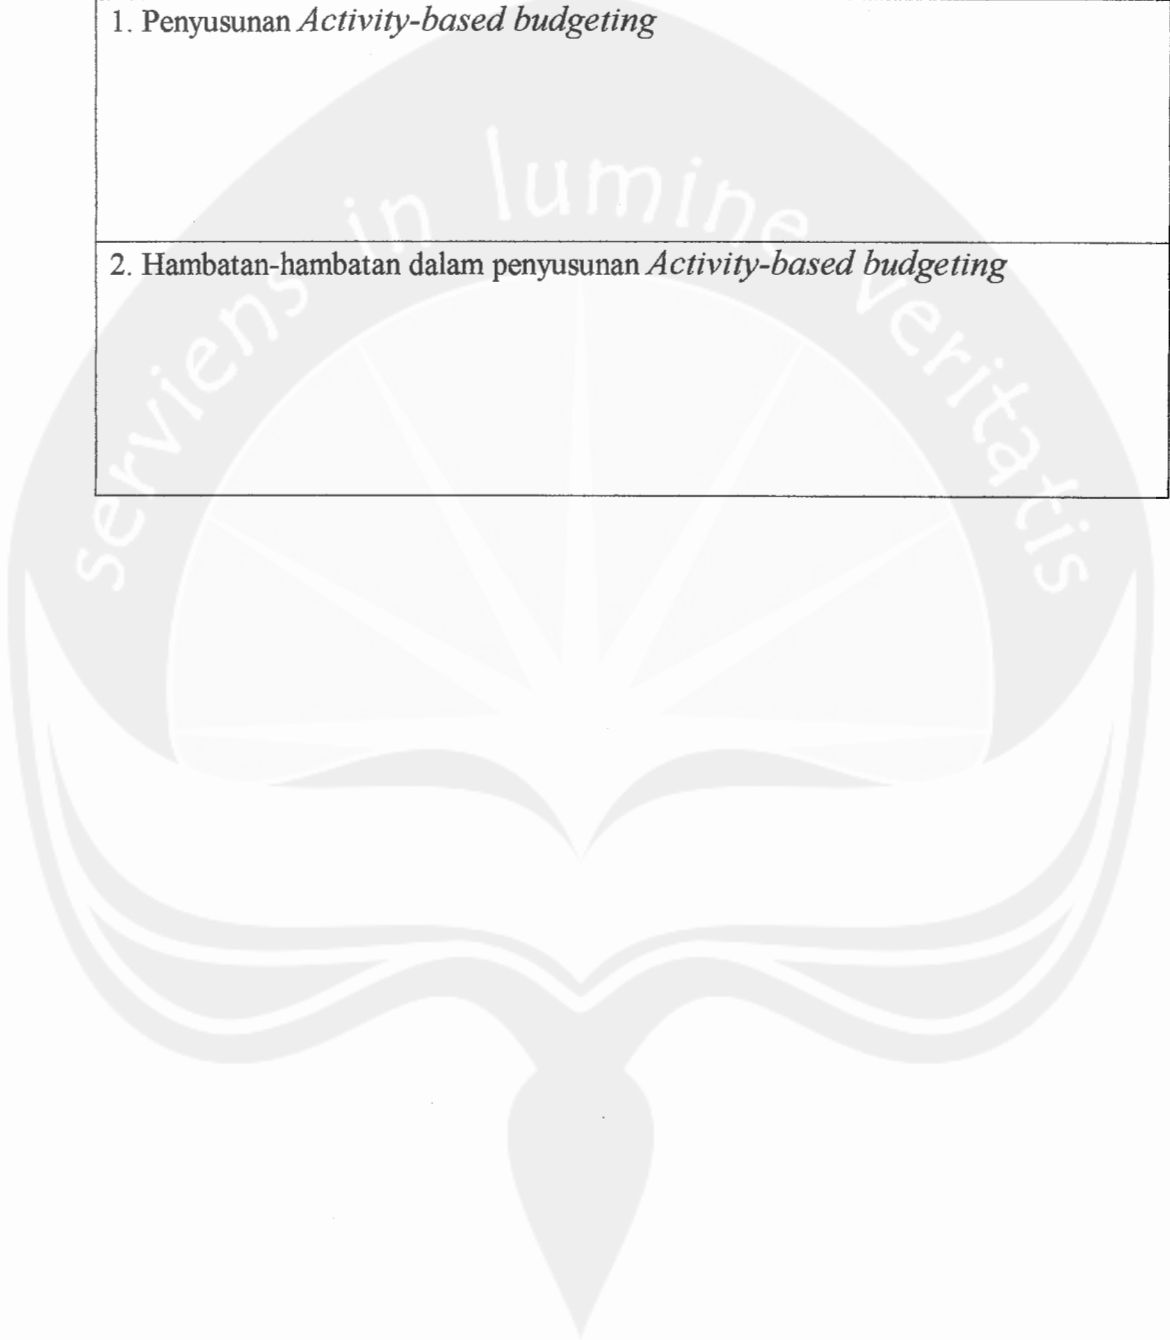 1. Penyusunan Activity-based budgeting
2. Hambatan-hambatan dalam penyusunan Activity-based budgeting
serviens in lumine veritatis